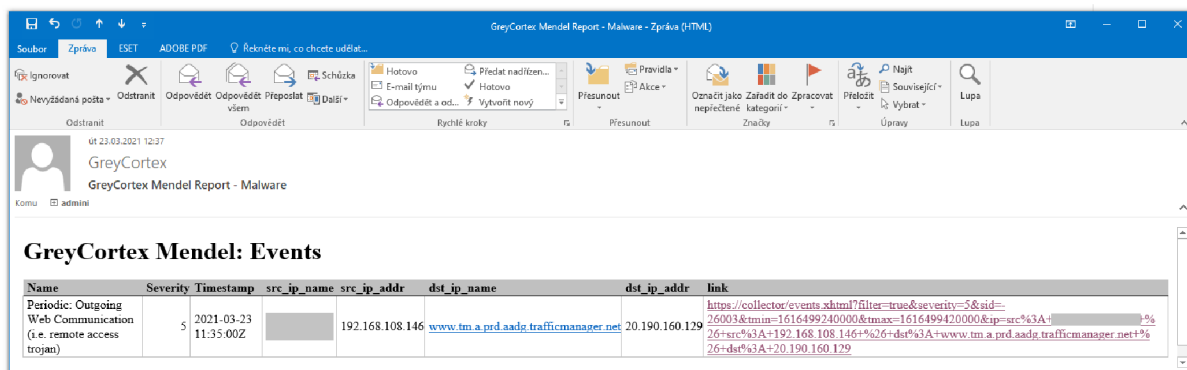 GreyCortex Mendel Report - Malware - Zpráva (HTML)
Soubor Zpráva ESET ADOBE PDF Řekněte mi, co chcete udělat...
Ignorovat
Nevyžádaná pošta
Odstranit
Odstranit
Odpovědět Odpovědět všem Přeposlat
Schůzka
Další
Odpovědět
Hotovo
E-mail týmu
Odpovědět a od...
Předat nadřízen...
Hotovo
Vytvořit nový
Rychlé kroky
Přesunout
Pravidla
Akce
Přesunout
Označit jako nepřečtené
Zařadit do kategorií
Zpracovat
Značky
Přeložit
Najít
Související
Vybrat
Úpravy
Lupa
Lupa
út 23.03.2021 12:37
GreyCortex
GreyCortex Mendel Report - Malware
Komu admini
GreyCortex Mendel: Events
Name Severity Timestamp src_ip_name src_ip_addr dst_ip_name dst_ip_addr link
Periodic: Outgoing
Web Communication
(i.e. remote access
trojan)
5
2021-03-23
11:35:00Z
192.168.108.146
www.tm.a.prd.aadg.trafficmanager.net
20.190.160.129
https://collector/events.xhtml?filter=true&severity=5&sid=-
26003&tmin=1616499240000&tmax=1616499420000&ip=src%3A+ +%
26+src%3A+192.168.108.146+%26+dst%3A+www.tm.a.prd.aadg.trafficmanager.net+%
26+dst%3A+20.190.160.129